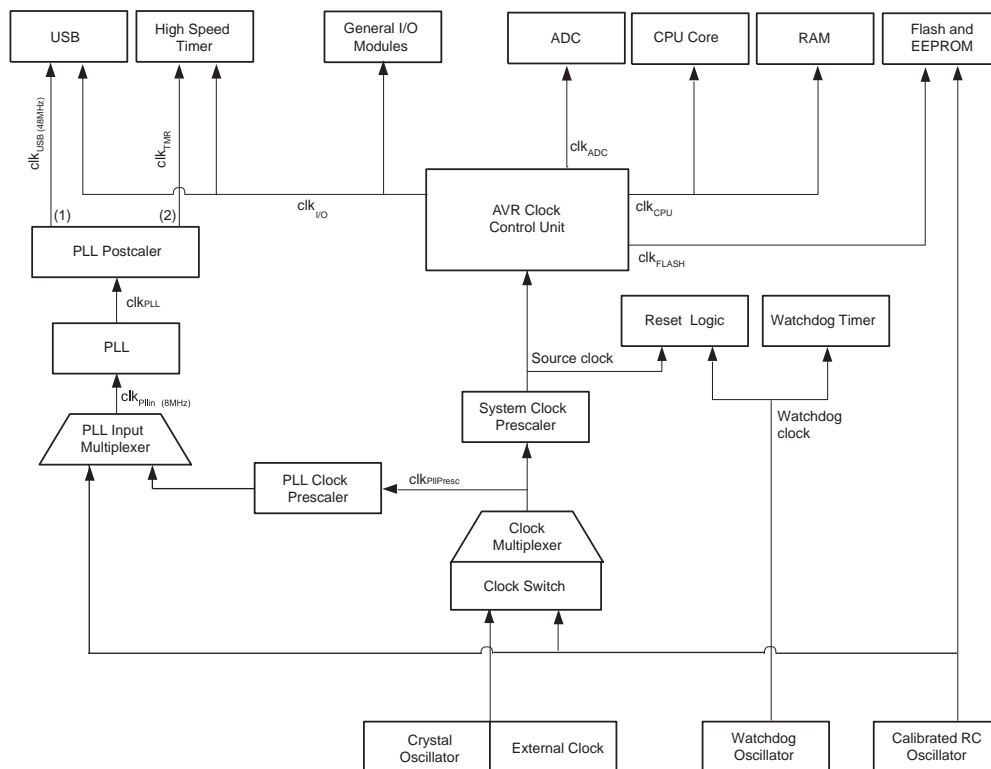 USB
High Speed
Timer
General I/O
Modules
ADC
CPU Core
RAM
Flash and
EEPROM
clkUSB (48MHz)
clkTMR
clkADC
clkI/O
AVR Clock
Control Unit
clkCPU
clkFLASH
(1)
(2)
PLL Postcaler
clkPLL
PLL
clkPllin (8MHz)
PLL Input
Multiplexer
Reset Logic
Watchdog Timer
Source clock
System Clock
Prescaler
Watchdog
clock
PLL Clock
Prescaler
clkPllPresc
Clock
Multiplexer
Clock Switch
Crystal
Oscillator
External Clock
Watchdog
Oscillator
Calibrated RC
Oscillator